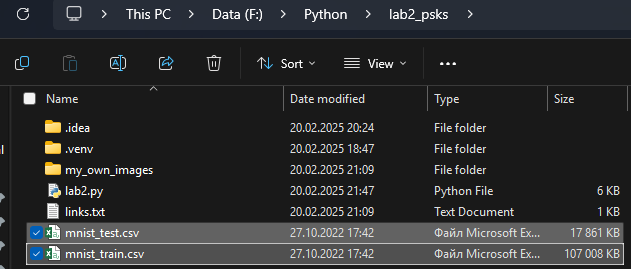 This PC > Data (F:) > Python > lab2_psks
Sort View
Name Date modified Type Size
.idea 20.02.2025 20:24 File folder
.venv 20.02.2025 18:47 File folder
my_own_images 20.02.2025 21:09 File folder
lab2.py 20.02.2025 21:47 Python File 6 KB
links.txt 20.02.2025 21:09 Text Document 1 KB
mnist_test.csv 27.10.2022 17:42 Файл Microsoft Ex... 17 861 KB
mnist_train.csv 27.10.2022 17:42 Файл Microsoft Ex... 107 008 KB